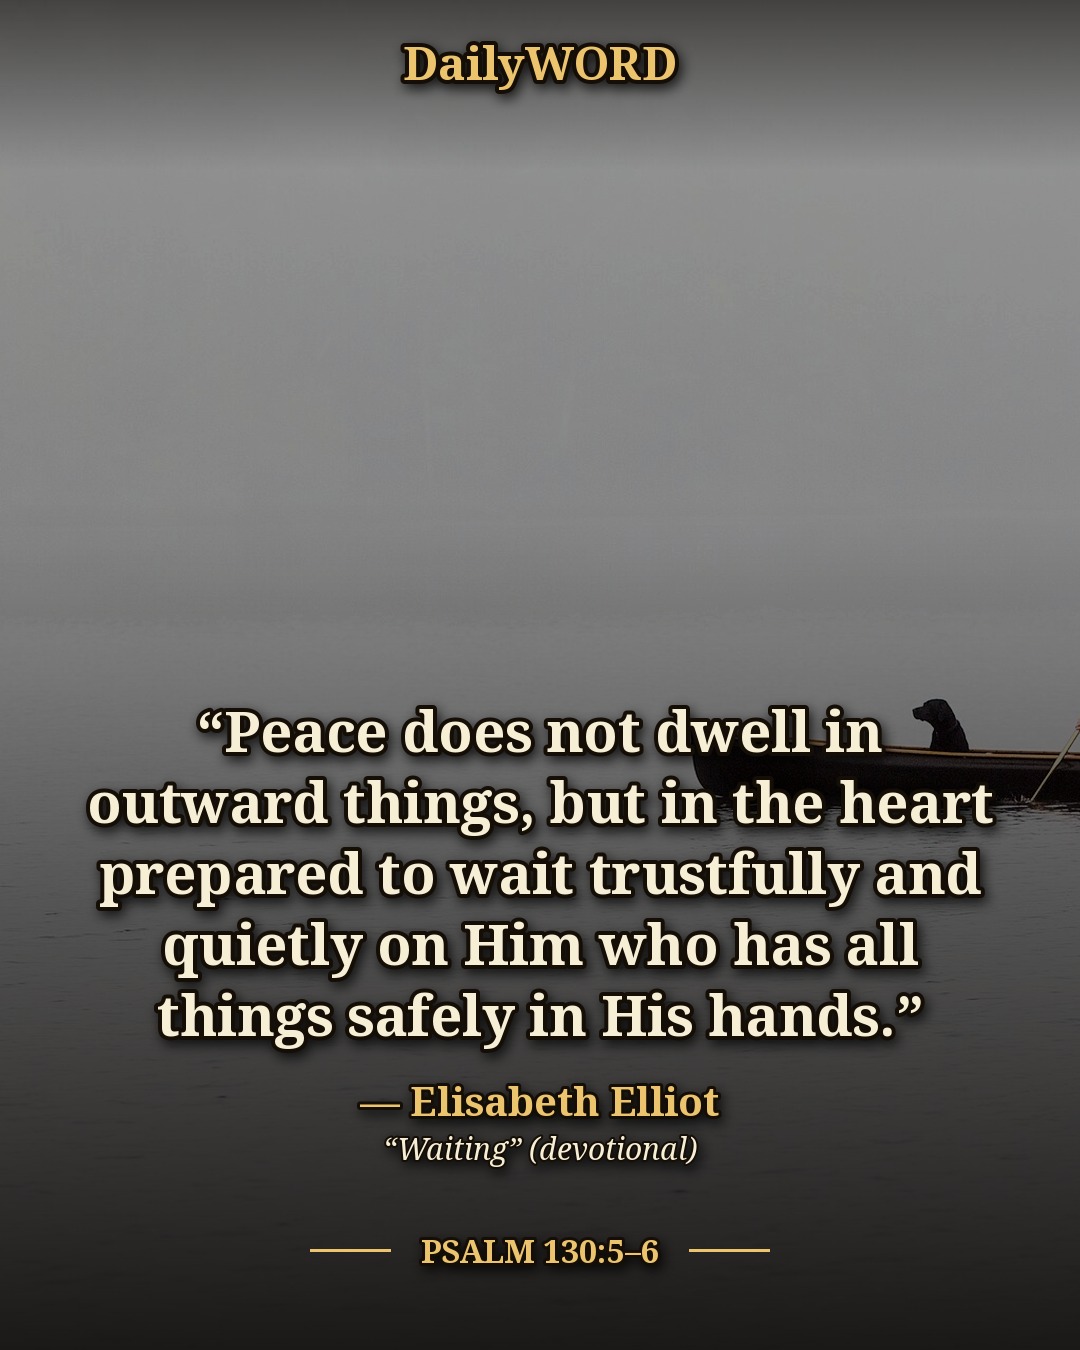 DailyWORD
“Peace does not dwell in
outward things, but in the heart
prepared to wait trustfully and
quietly on Him who has all
things safely in His hands.”
— Elisabeth Elliot
“Waiting” (devotional)
PSALM 130:5–6